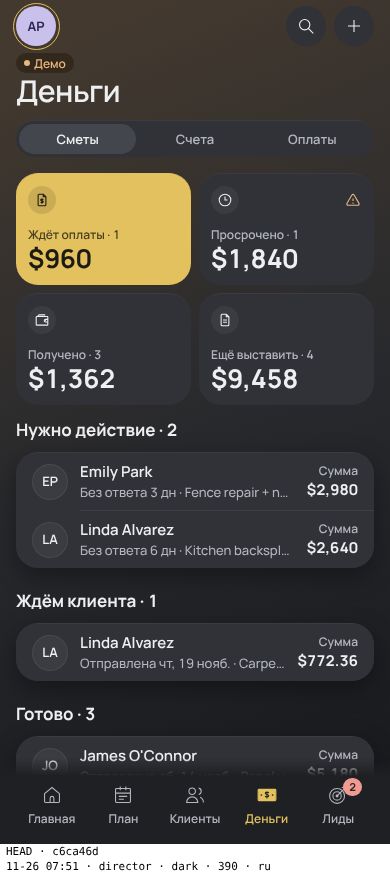 AP
Демо
Деньги
Сметы
Счета
Оплаты
Ждёт оплаты · 1
$960
Просрочено · 1
$1,840
Получено · 3
$1,362
Ещё выставить · 4
$9,458
Нужно действие · 2
EP
Emily Park
Без ответа 3 дн · Fence repair + n...
Сумма
$2,980
LA
Linda Alvarez
Без ответа 6 дн · Kitchen backspl...
Сумма
$2,640
Ждём клиента · 1
LA
Linda Alvarez
Отправлена чт, 19 нояб. · Carpe...
Сумма
$772.36
Готово · 3
JO
James O'Connor
Сумма
$5,180
Главная
План
Клиенты
Деньги
2
Лиды
HEAD · c6ca46d
11-26 07:51 · director · dark · 390 · ru